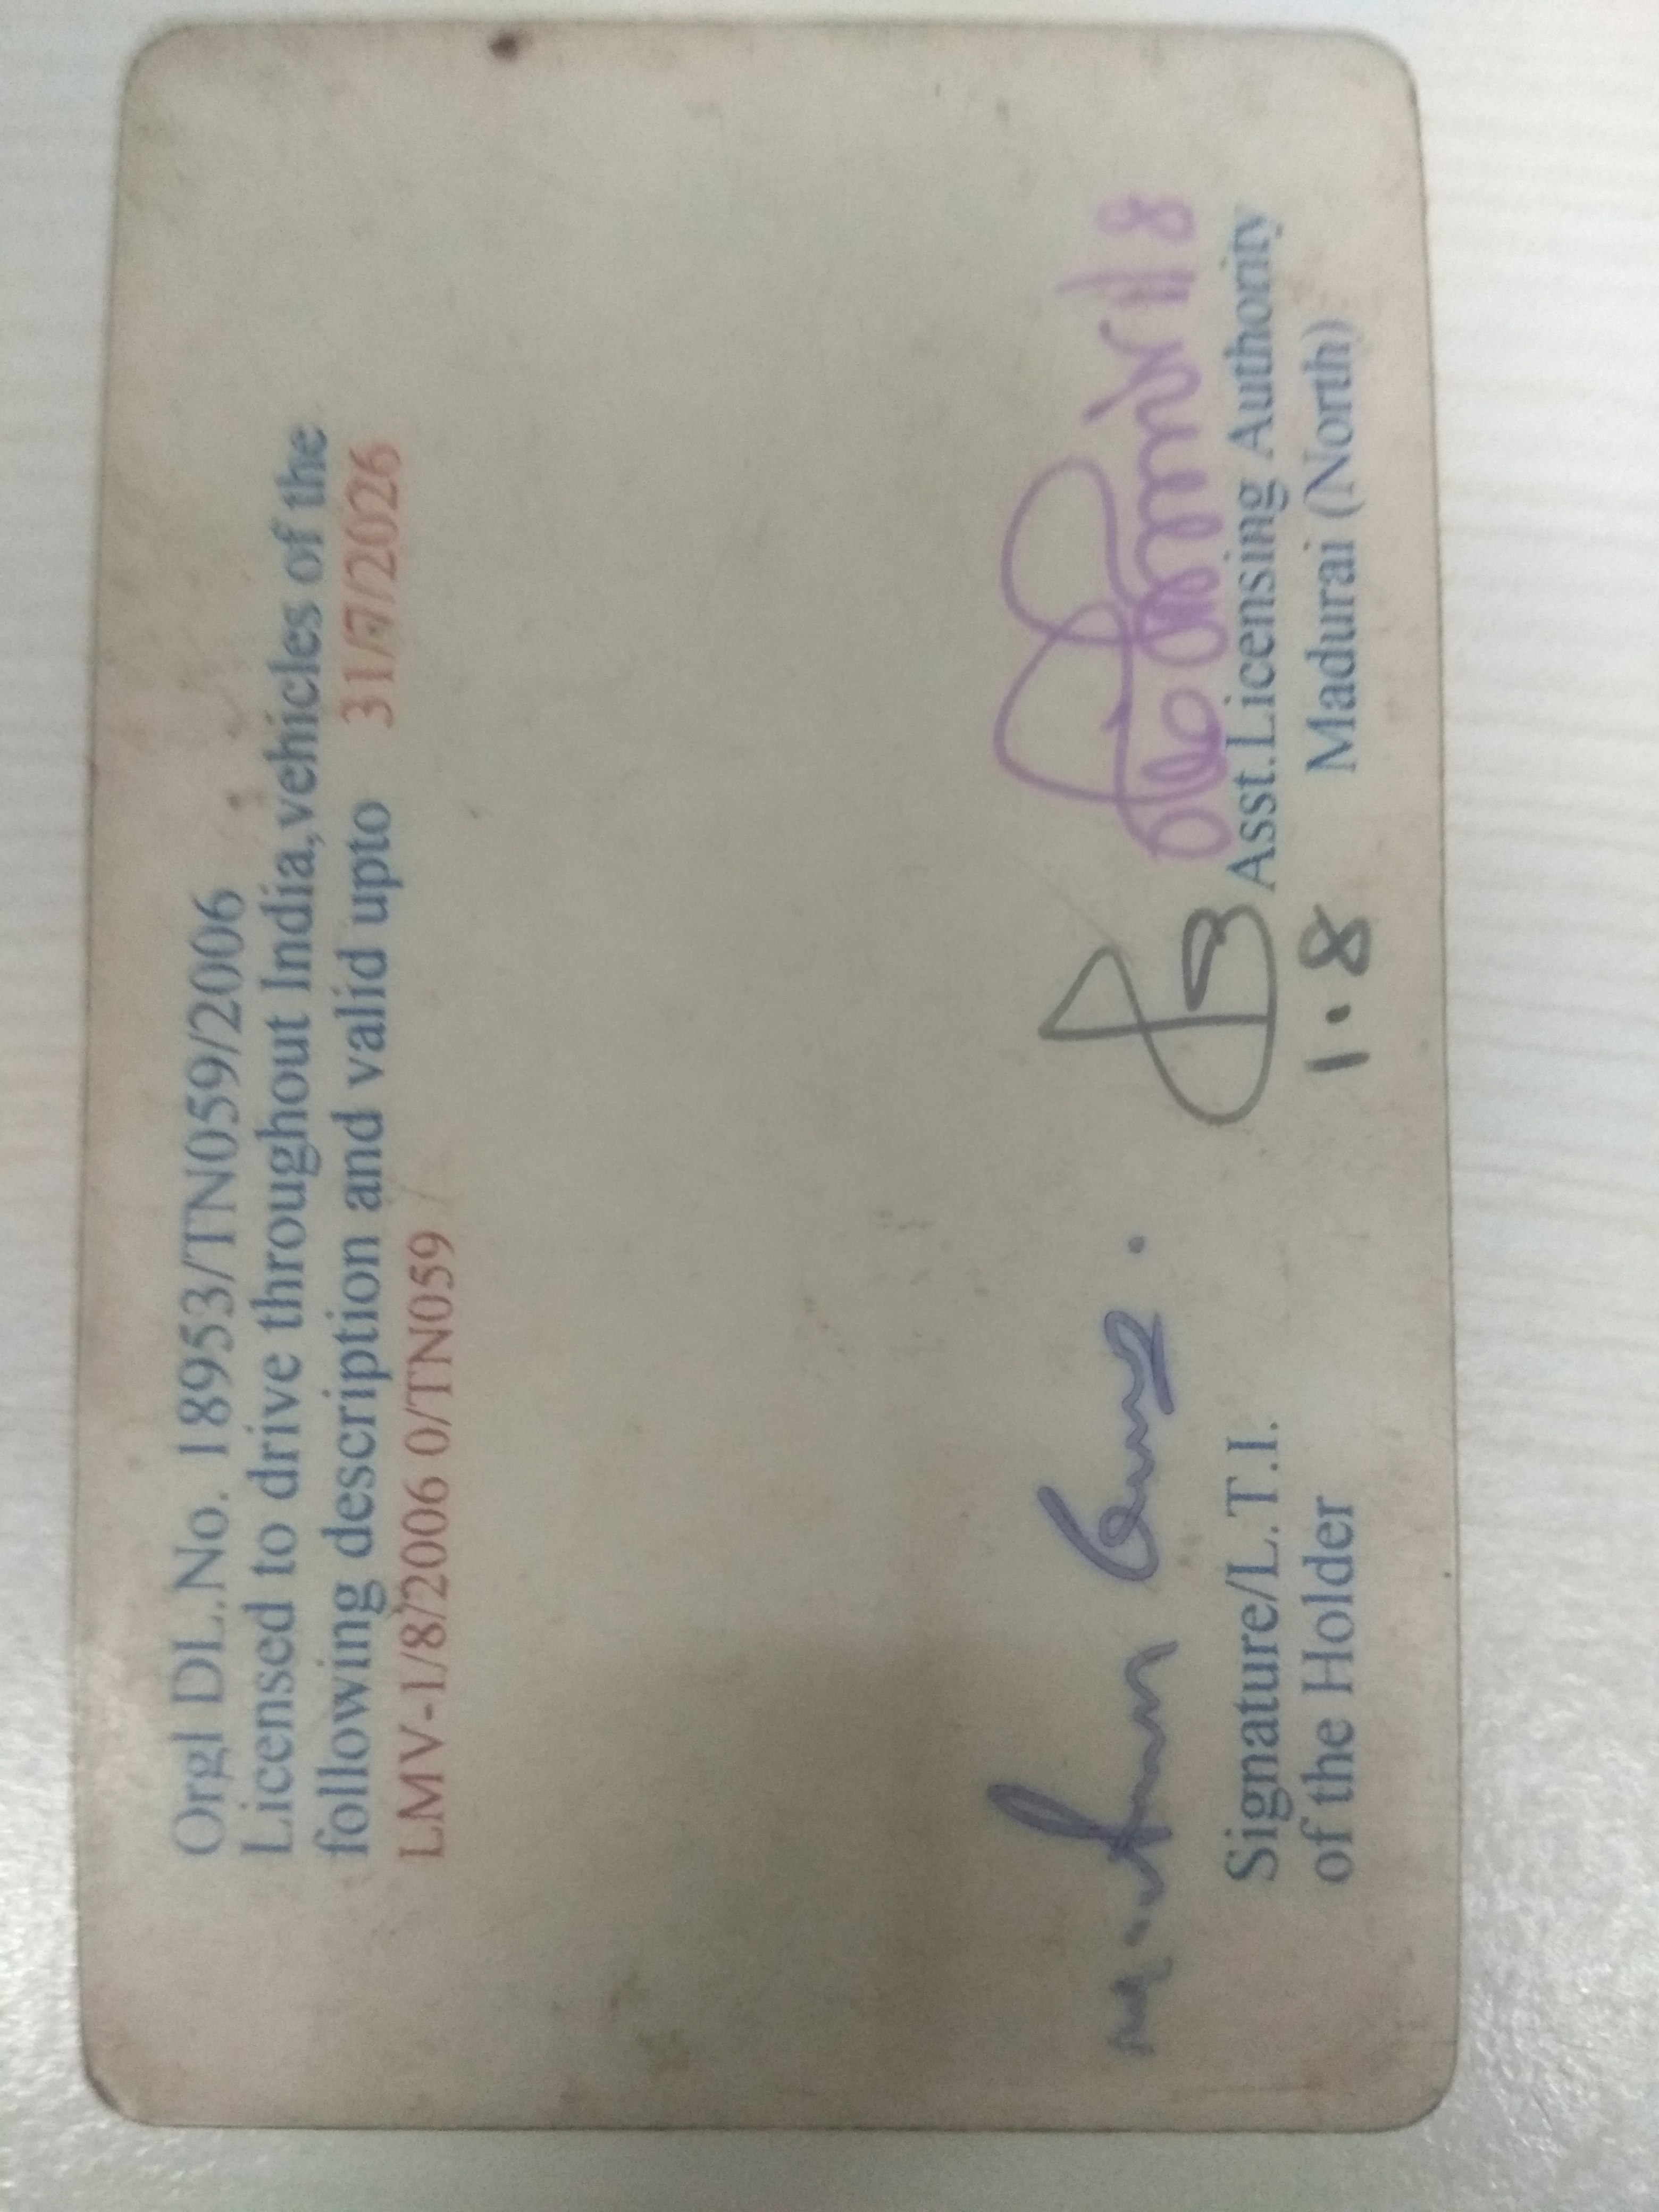 Orgl DL.No. 18953/TN059/2006
Licensed to drive throughout India,vehicles of the
following description and valid upto 31/7/2026
LMV-1/8/2006 0/TN059 /
1.8
Signature/L.T.I. Asst.Licensing Authority
of the Holder Madurai (North)